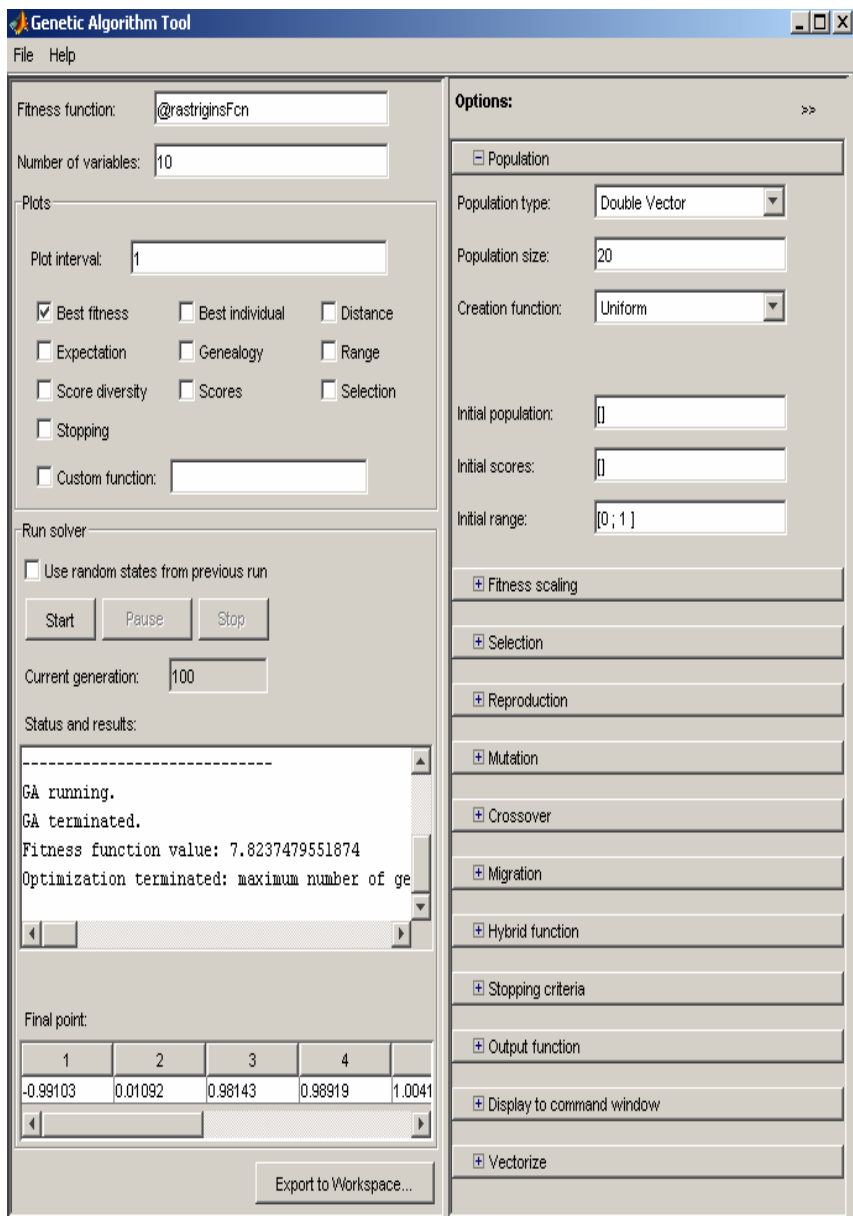 Genetic Algorithm Tool
File Help
Fitness function: @rastriginsFcn
Number of variables: 10
Plots
Plot interval: 1
Best fitness Best individual Distance
Expectation Genealogy Range
Score diversity Scores Selection
Stopping
Custom function:
Run solver
Use random states from previous run
Start Pause Stop
Current generation: 100
Status and results:
------------------------------
GA running.
GA terminated.
Fitness function value: 7.8237479551874
Optimization terminated: maximum number of ge
Final point:
1 2 3 4
-0.99103 0.01092 0.98143 0.98919 1.0041
Export to Workspace...
Options: >>
Population
Population type: Double Vector
Population size: 20
Creation function: Uniform
Initial population: []
Initial scores: []
Initial range: [0 ; 1 ]
Fitness scaling
Selection
Reproduction
Mutation
Crossover
Migration
Hybrid function
Stopping criteria
Output function
Display to command window
Vectorize